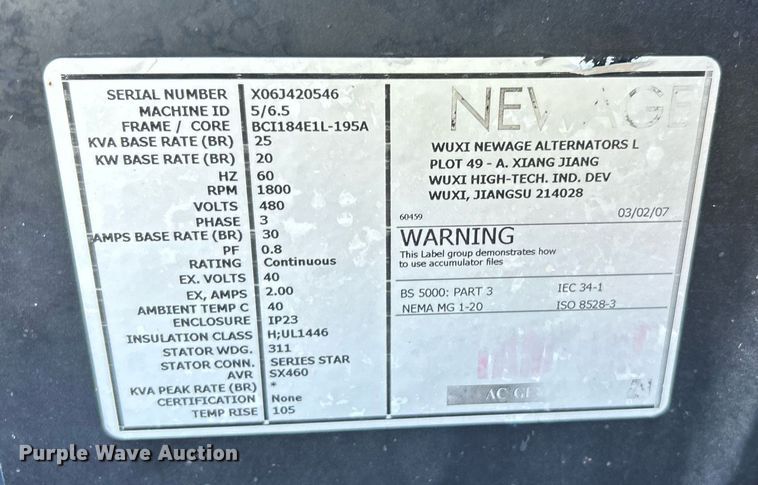 SERIAL NUMBER X06J420546
MACHINE ID 5/6.5
FRAME / CORE BCI184E1L-195A
KVA BASE RATE (BR) 25
KW BASE RATE (BR) 20
HZ 60
RPM 1800
VOLTS 480
PHASE 3
AMPS BASE RATE (BR) 30
PF 0.8
RATING Continuous
EX. VOLTS 40
EX, AMPS 2.00
AMBIENT TEMP C 40
ENCLOSURE IP23
INSULATION CLASS H;UL1446
STATOR WDG. 311
STATOR CONN. SERIES STAR
AVR SX460
KVA PEAK RATE (BR) *
CERTIFICATION None
TEMP RISE 105
NEWAGE
WUXI NEWAGE ALTERNATORS L
PLOT 49 - A. XIANG JIANG
WUXI HIGH-TECH. IND. DEV
WUXI, JIANGSU 214028
60459 03/02/07
WARNING
This Label group demonstrates how
to use accumulator files
BS 5000: PART 3 IEC 34-1
NEMA MG 1-20 ISO 8528-3
AC GE
Purple Wave Auction